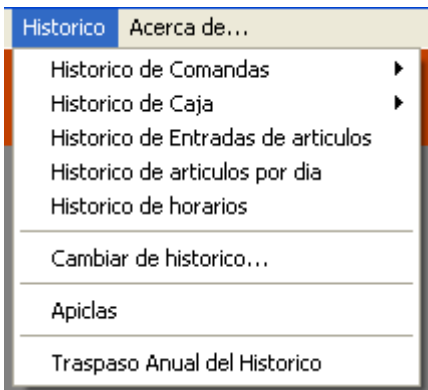 Historico Acerca de...
Historico de Comandas
Historico de Caja
Historico de Entradas de articulos
Historico de articulos por dia
Historico de horarios
Cambiar de historico...
Apiclas
Traspaso Anual del Historico